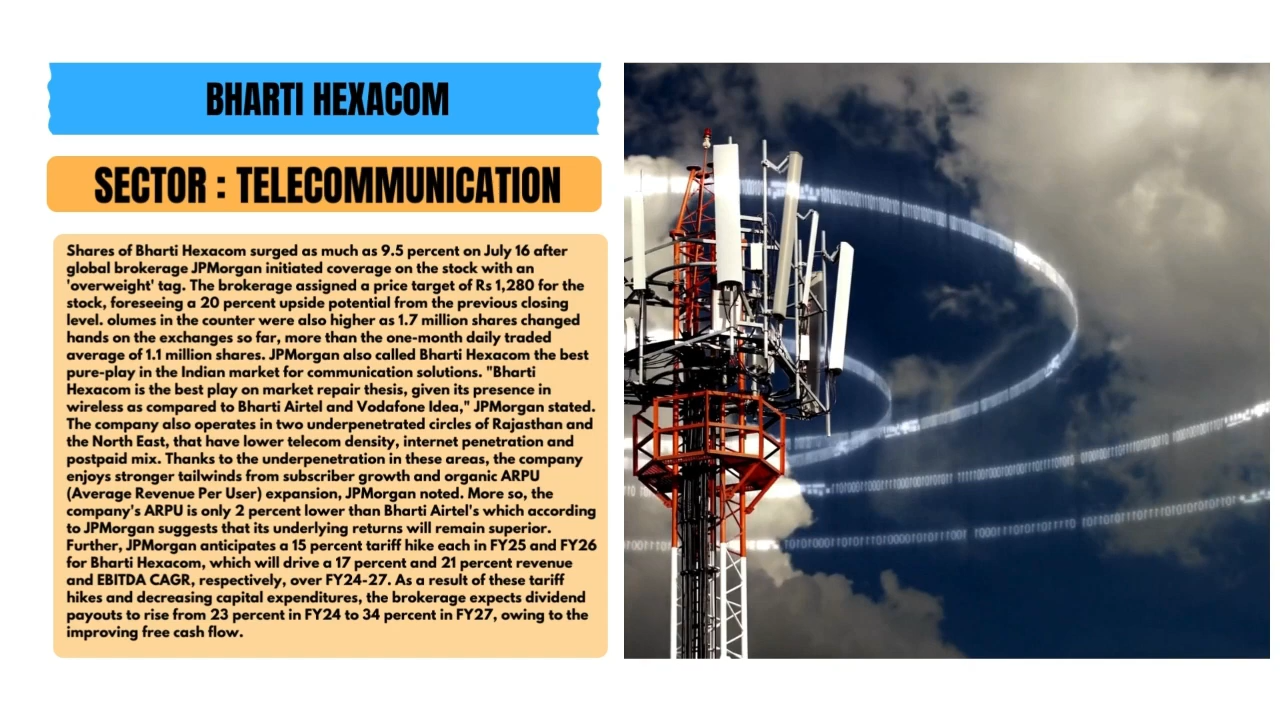 BHARTI HEXACOM
SECTOR : TELECOMMUNICATION
Shares of Bharti Hexacom surged as much as 9.5 percent on July 16 after
global brokerage JPMorgan initiated coverage on the stock with an
'overweight' tag. The brokerage assigned a price target of Rs 1,280 for the
stock, foreseeing a 20 percent upside potential from the previous closing
level. olumes in the counter were also higher as 1.7 million shares changed
hands on the exchanges so far, more than the one-month daily traded
average of 1.1 million shares. JPMorgan also called Bharti Hexacom the best
pure-play in the Indian market for communication solutions. "Bharti
Hexacom is the best play on market repair thesis, given its presence in
wireless as compared to Bharti Airtel and Vodafone Idea," JPMorgan stated.
The company also operates in two underpenetrated circles of Rajasthan and
the North East, that have lower telecom density, internet penetration and
postpaid mix. Thanks to the underpenetration in these areas, the company
enjoys stronger tailwinds from subscriber growth and organic ARPU
(Average Revenue Per User) expansion, JPMorgan noted. More so, the
company's ARPU is only 2 percent lower than Bharti Airtel's which according
to JPMorgan suggests that its underlying returns will remain superior.
Further, JPMorgan anticipates a 15 percent tariff hike each in FY25 and FY26
for Bharti Hexacom, which will drive a 17 percent and 21 percent revenue
and EBITDA CAGR, respectively, over FY24-27. As a result of these tariff
hikes and decreasing capital expenditures, the brokerage expects dividend
payouts to rise from 23 percent in FY24 to 34 percent in FY27, owing to the
improving free cash flow.